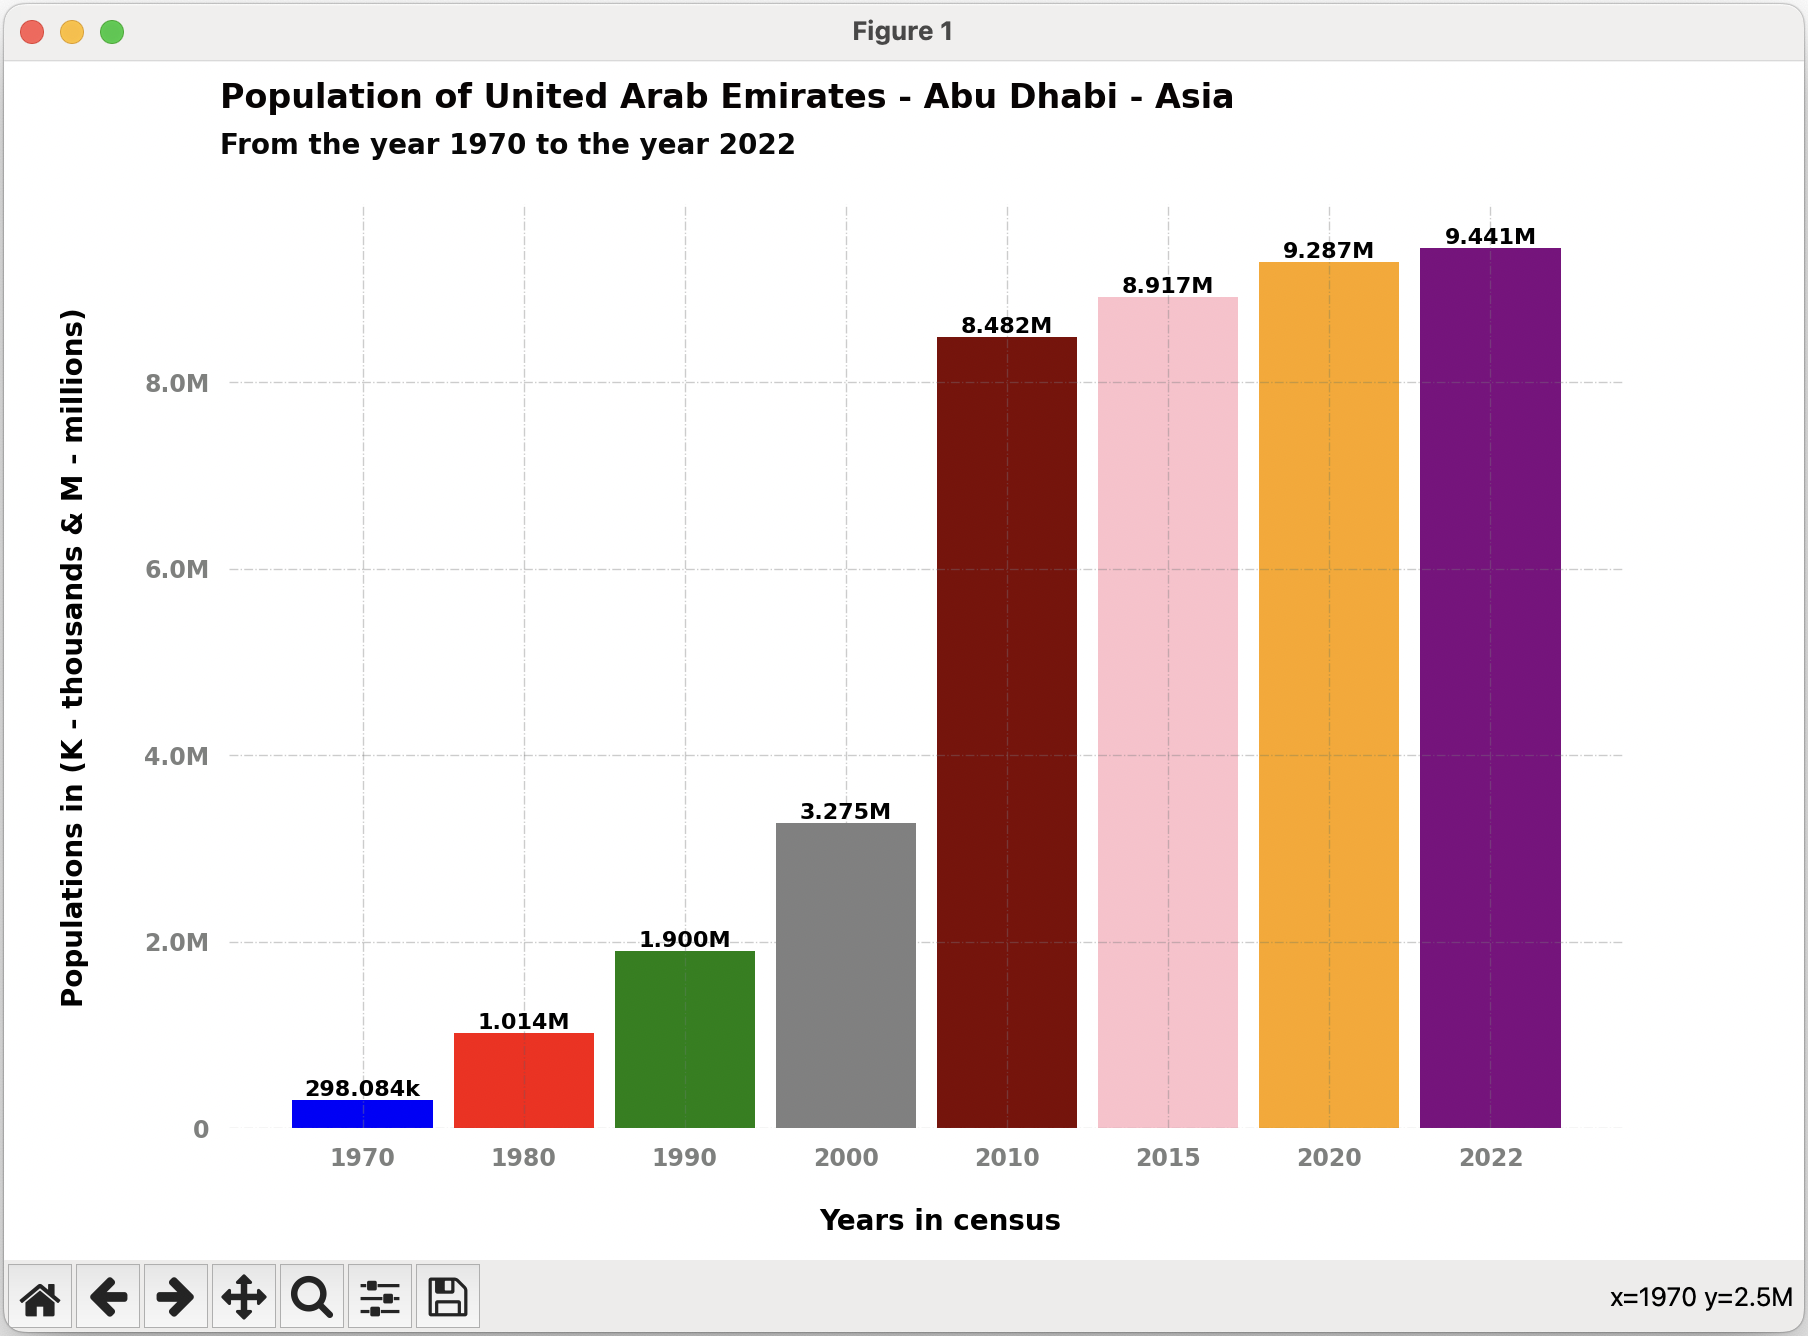 Figure 1
Population of United Arab Emirates - Abu Dhabi - Asia
From the year 1970 to the year 2022
Populations in (K - thousands & M - millions)
8.0M
6.0M
4.0M
2.0M
0
298.084k
1.014M
1.900M
3.275M
8.482M
8.917M
9.287M
9.441M
1970 1980 1990 2000 2010 2015 2020 2022
Years in census
x=1970 y=2.5M